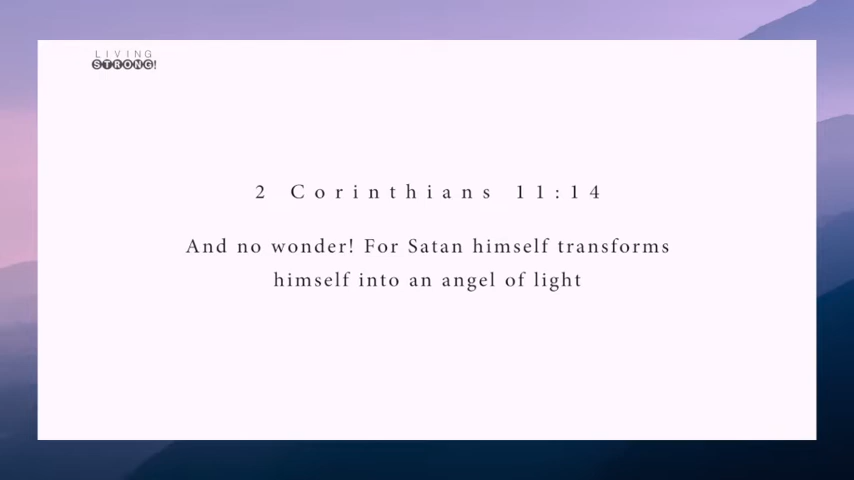 LIVING
STRONG!
2 Corinthians 11:14
And no wonder! For Satan himself transforms
himself into an angel of light